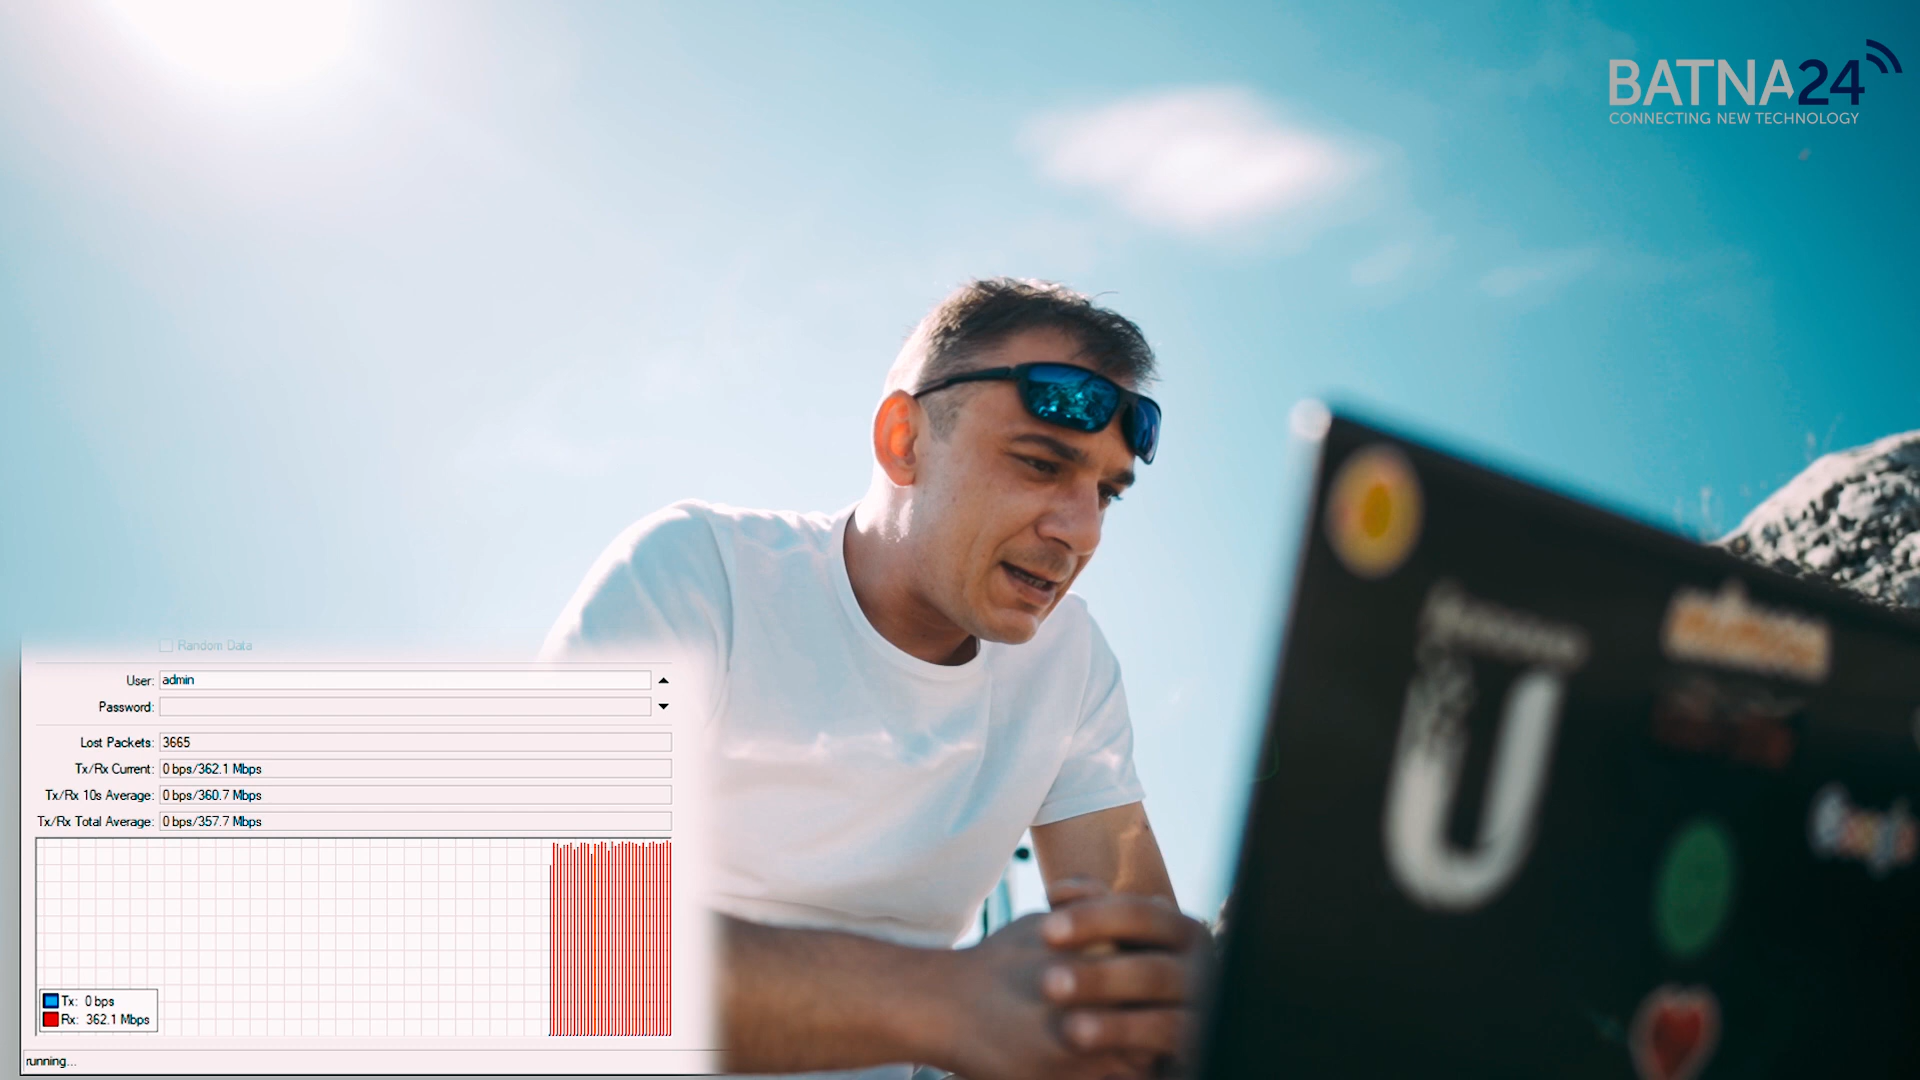 BATNA24
CONNECTING NEW TECHNOLOGY
Random Data
User: admin
Password:
Lost Packets: 3665
Tx/Rx Current: 0 bps/362.1 Mbps
Tx/Rx 10s Average: 0 bps/360.7 Mbps
Tx/Rx Total Average: 0 bps/357.7 Mbps
Tx: 0 bps
Rx: 362.1 Mbps
running...
U
Google